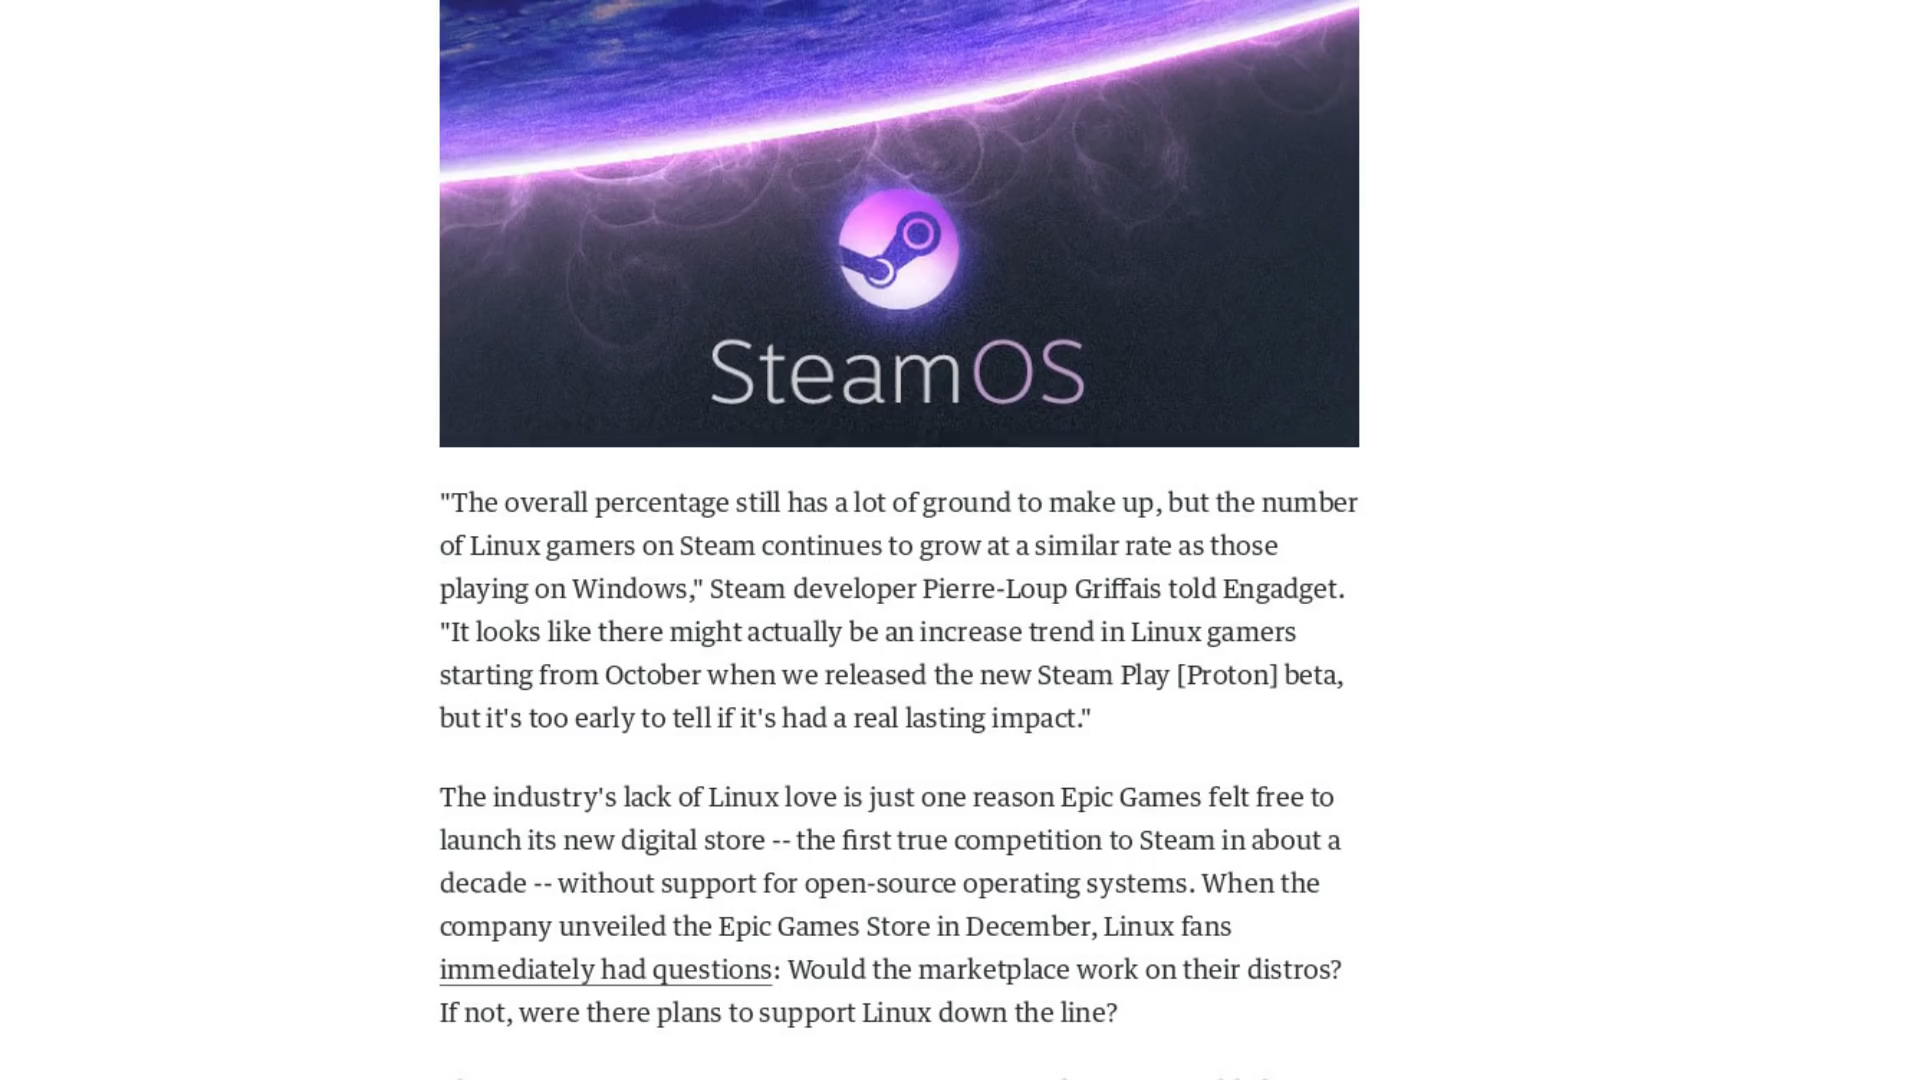 SteamOS
"The overall percentage still has a lot of ground to make up, but the number
of Linux gamers on Steam continues to grow at a similar rate as those
playing on Windows," Steam developer Pierre-Loup Griffais told Engadget.
"It looks like there might actually be an increase trend in Linux gamers
starting from October when we released the new Steam Play [Proton] beta,
but it's too early to tell if it's had a real lasting impact."
The industry's lack of Linux love is just one reason Epic Games felt free to
launch its new digital store -- the first true competition to Steam in about a
decade -- without support for open-source operating systems. When the
company unveiled the Epic Games Store in December, Linux fans
immediately had questions: Would the marketplace work on their distros?
If not, were there plans to support Linux down the line?